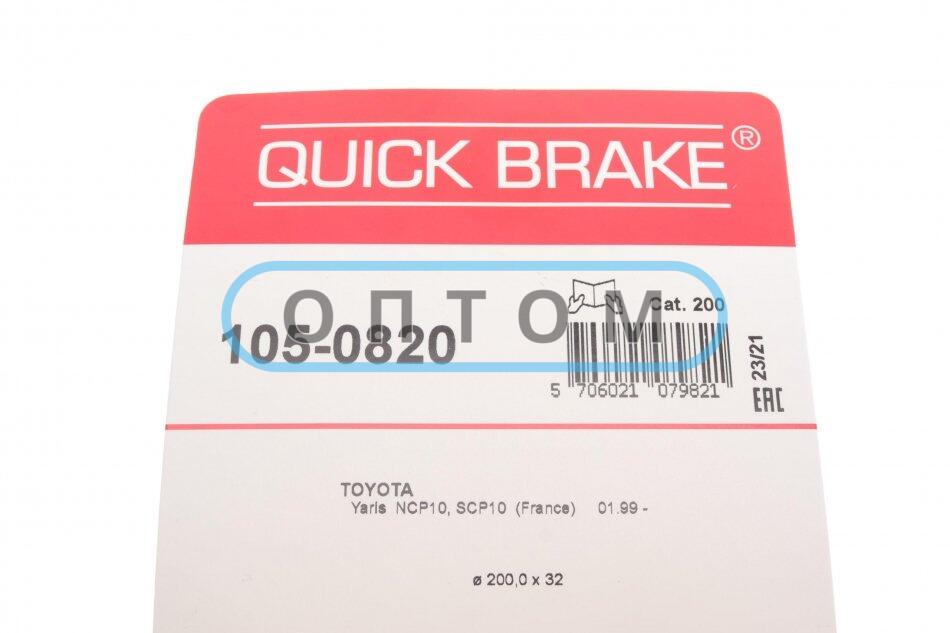 QUICK BRAKE®
ОПТОМ
Cat. 200
105-0820
5 706021 079821
23/21
EAC
TOYOTA
Yaris NCP10, SCP10 (France) 01.99 -
ø 200,0 x 32